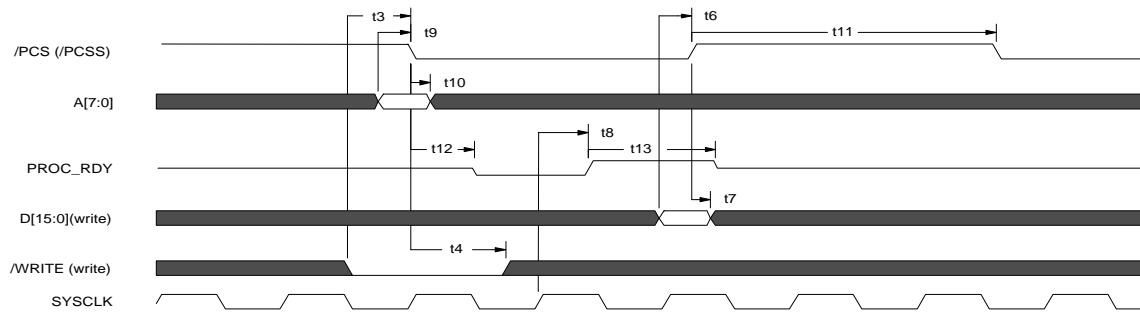 t3 t6
t9 t11
/PCS (/PCSS)
t10
A[7:0]
t8
t12 t13
PROC_RDY
t7
D[15:0](write)
t4
/WRITE (write)
SYSCLK